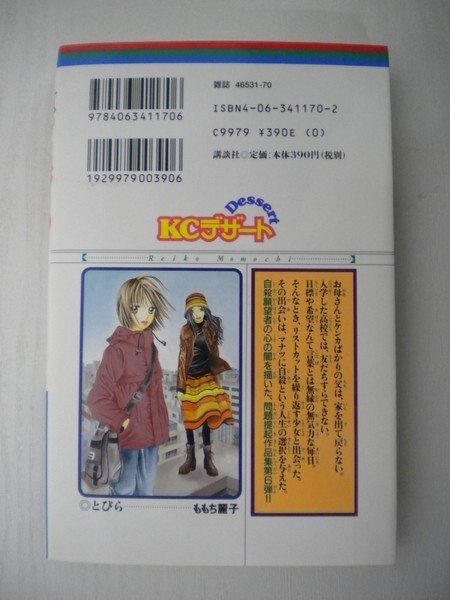 雑誌 46531-70
9784063411706
ISBN4-06-341170-2
C9979 ¥390E (0)
講談社◎定価:本体390円(税別)
1929979003906
Dessert
KCデザート
Reiko Momochi
お母さんとケンカばかりの父は、家を出て戻らない。
入学した高校では、友だちすらできない。
目標や希望なんて言葉とは無縁の無気力な毎日。
そんなとき、リストカットを繰り返す少女と出会った。
その出会いは、マナツに自殺という人生の選択を与えた。
自殺願望者の心の闇を描いた、問題提起作品集第6弾!!
◎とびら
ももち麗子